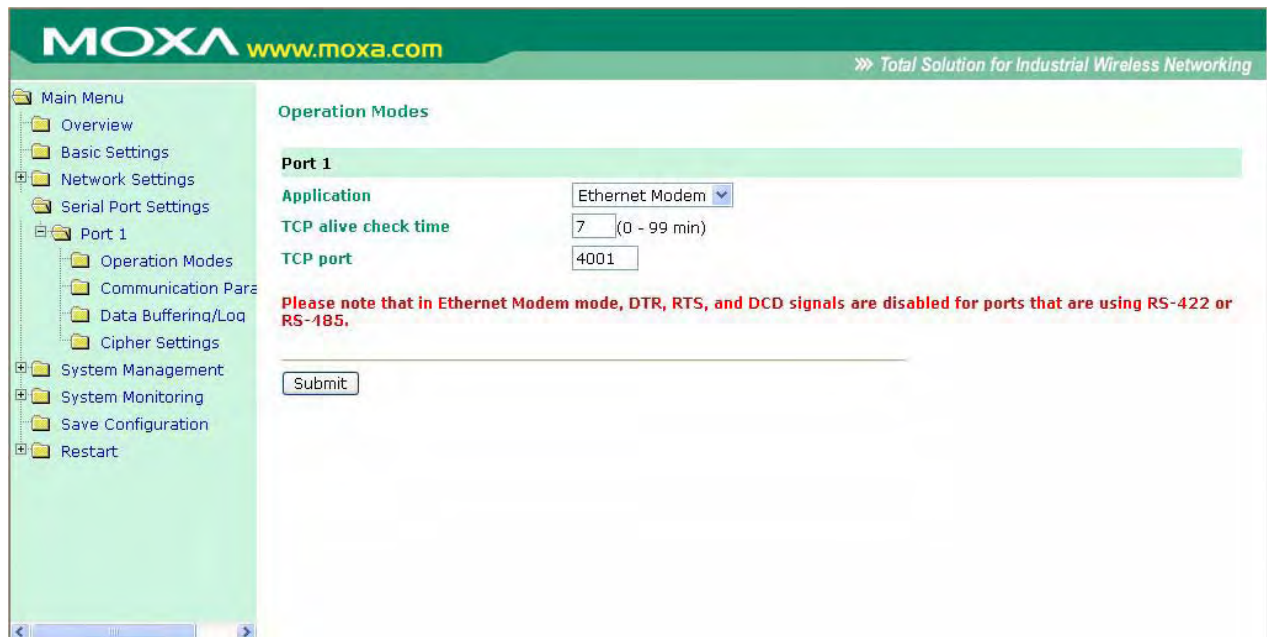 MOXA www.moxa.com
Total Solution for Industrial Wireless Networking
Main Menu
Overview
Basic Settings
Network Settings
Serial Port Settings
Port 1
Operation Modes
Communication Para
Data Buffering/Log
Cipher Settings
System Management
System Monitoring
Save Configuration
Restart
Operation Modes
Port 1
Application Ethernet Modem
TCP alive check time 7 (0 - 99 min)
TCP port 4001
Please note that in Ethernet Modem mode, DTR, RTS, and DCD signals are disabled for ports that are using RS-422 or
RS-485.
Submit